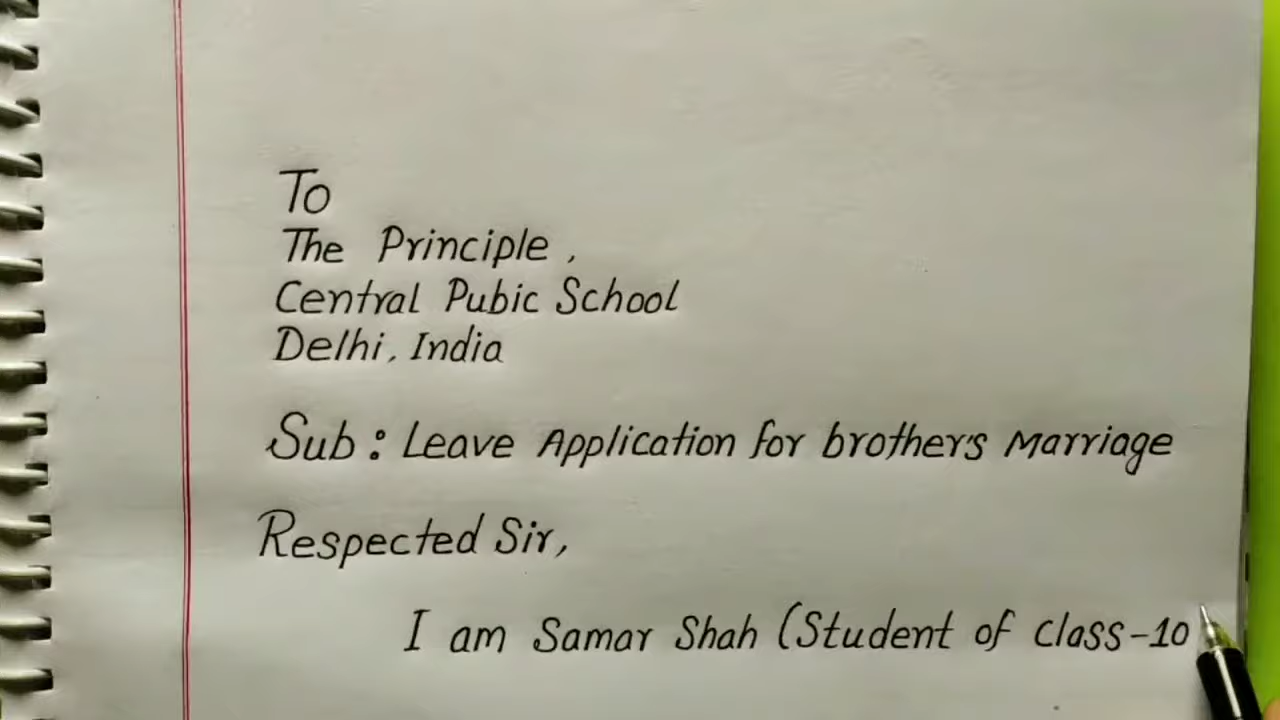 To
The Principle,
Central Pubic School
Delhi, India
Sub: Leave Application for brother's Marriage
Respected Sir,
I am Samar Shah (Student of class-10